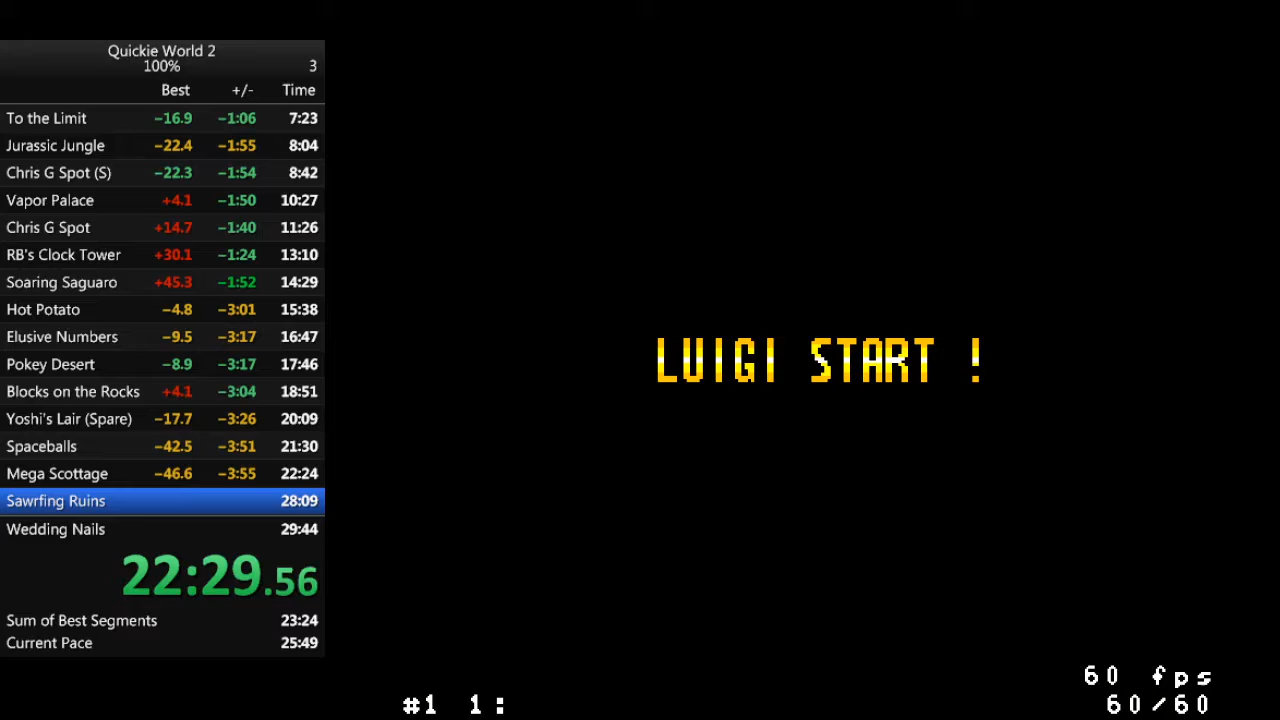 Quickie World 2
100% 3
Best +/- Time
To the Limit −16.9 −1:06 7:23
Jurassic Jungle −22.4 −1:55 8:04
Chris G Spot (S) −22.3 −1:54 8:42
Vapor Palace +4.1 −1:50 10:27
Chris G Spot +14.7 −1:40 11:26
RB's Clock Tower +30.1 −1:24 13:10
Soaring Saguaro +45.3 −1:52 14:29
Hot Potato −4.8 −3:01 15:38
Elusive Numbers −9.5 −3:17 16:47
Pokey Desert −8.9 −3:17 17:46
Blocks on the Rocks +4.1 −3:04 18:51
Yoshi's Lair (Spare) −17.7 −3:26 20:09
Spaceballs −42.5 −3:51 21:30
Mega Scottage −46.6 −3:55 22:24
Sawrfing Ruins 28:09
Wedding Nails 29:44
22:29.56
Sum of Best Segments 23:24
Current Pace 25:49
LUIGI START !
60 fps
#1 1: 60/60